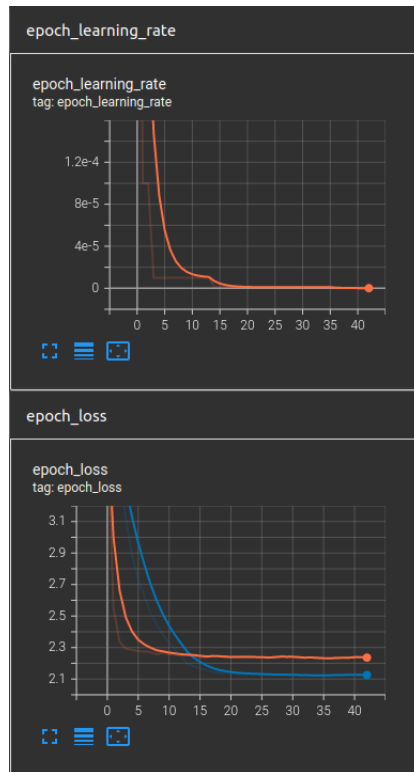 epoch_learning_rate
epoch_learning_rate
tag: epoch_learning_rate
1.2e-4
8e-5
4e-5
0
0 5 10 15 20 25 30 35 40
epoch_loss
epoch_loss
tag: epoch_loss
3.1
2.9
2.7
2.5
2.3
2.1
0 5 10 15 20 25 30 35 40